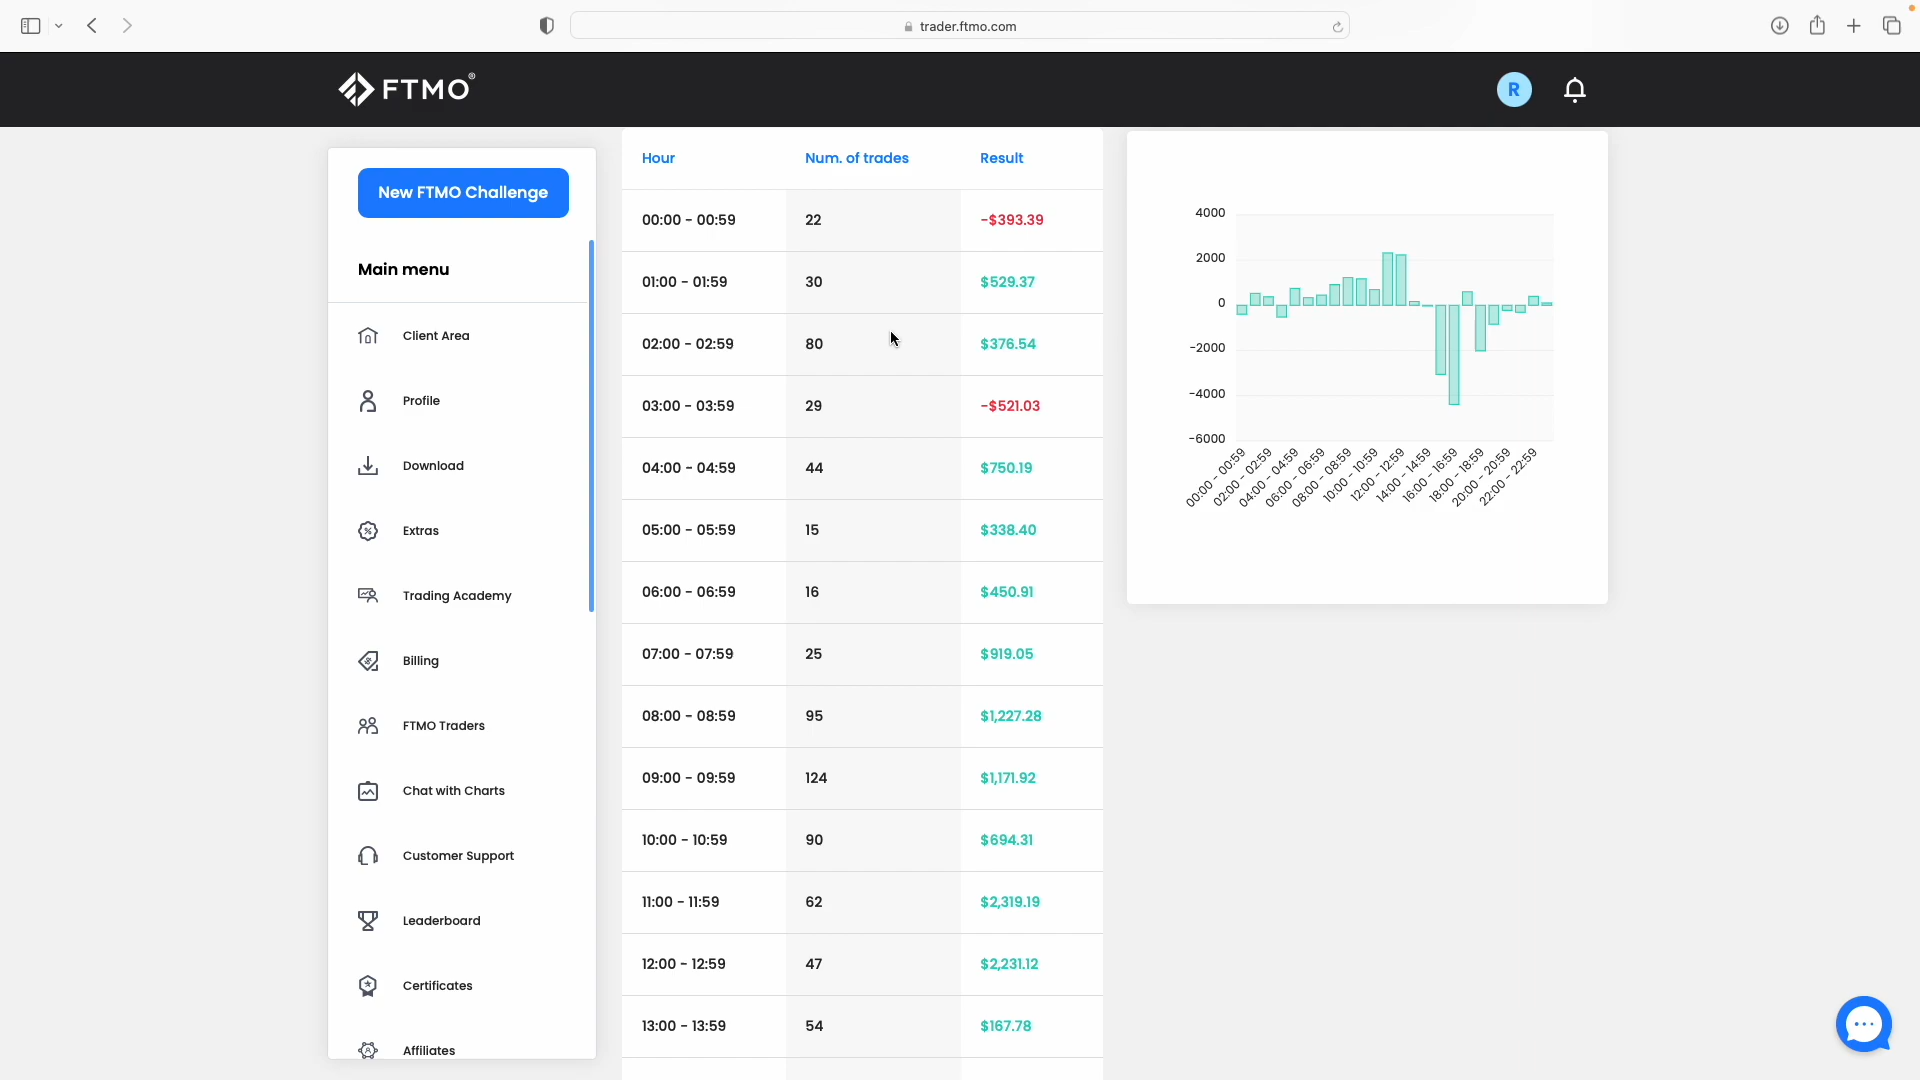 trader.ftmo.com
FTMO®
R
New FTMO Challenge
Main menu
Client Area
Profile
Download
Extras
Trading Academy
Billing
FTMO Traders
Chat with Charts
Customer Support
Leaderboard
Certificates
Affiliates
Hour Num. of trades Result
00:00 - 00:59 22 -$393.39
01:00 - 01:59 30 $529.37
02:00 - 02:59 80 $376.54
03:00 - 03:59 29 -$521.03
04:00 - 04:59 44 $750.19
05:00 - 05:59 15 $338.40
06:00 - 06:59 16 $450.91
07:00 - 07:59 25 $919.05
08:00 - 08:59 95 $1,227.28
09:00 - 09:59 124 $1,171.92
10:00 - 10:59 90 $694.31
11:00 - 11:59 62 $2,319.19
12:00 - 12:59 47 $2,231.12
13:00 - 13:59 54 $167.78
4000
2000
0
-2000
-4000
-6000
00:00 - 00:59
02:00 - 02:59
04:00 - 04:59
06:00 - 06:59
08:00 - 08:59
10:00 - 10:59
12:00 - 12:59
14:00 - 14:59
16:00 - 16:59
18:00 - 18:59
20:00 - 20:59
22:00 - 22:59